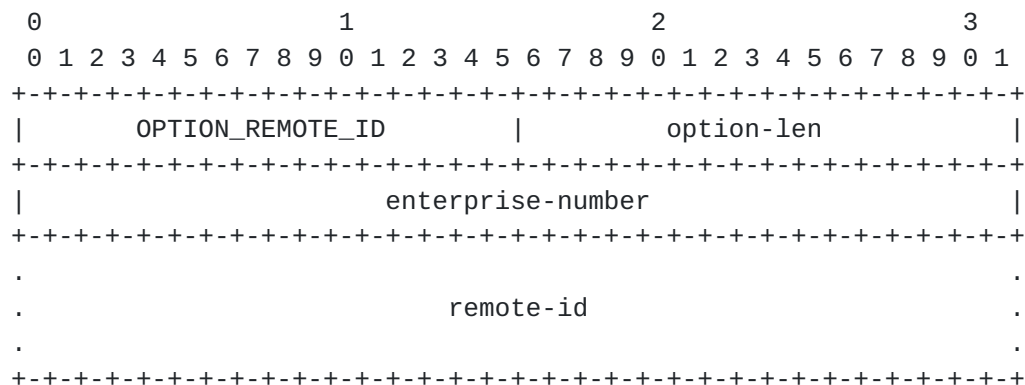 0                   1                   2                   3
 0 1 2 3 4 5 6 7 8 9 0 1 2 3 4 5 6 7 8 9 0 1 2 3 4 5 6 7 8 9 0 1
+-+-+-+-+-+-+-+-+-+-+-+-+-+-+-+-+-+-+-+-+-+-+-+-+-+-+-+-+-+-+-+-+
|       OPTION_REMOTE_ID        |         option-len            |
+-+-+-+-+-+-+-+-+-+-+-+-+-+-+-+-+-+-+-+-+-+-+-+-+-+-+-+-+-+-+-+-+
|                       enterprise-number                       |
+-+-+-+-+-+-+-+-+-+-+-+-+-+-+-+-+-+-+-+-+-+-+-+-+-+-+-+-+-+-+-+-+
.                                                               .
.                           remote-id                           .
.                                                               .
+-+-+-+-+-+-+-+-+-+-+-+-+-+-+-+-+-+-+-+-+-+-+-+-+-+-+-+-+-+-+-+-+